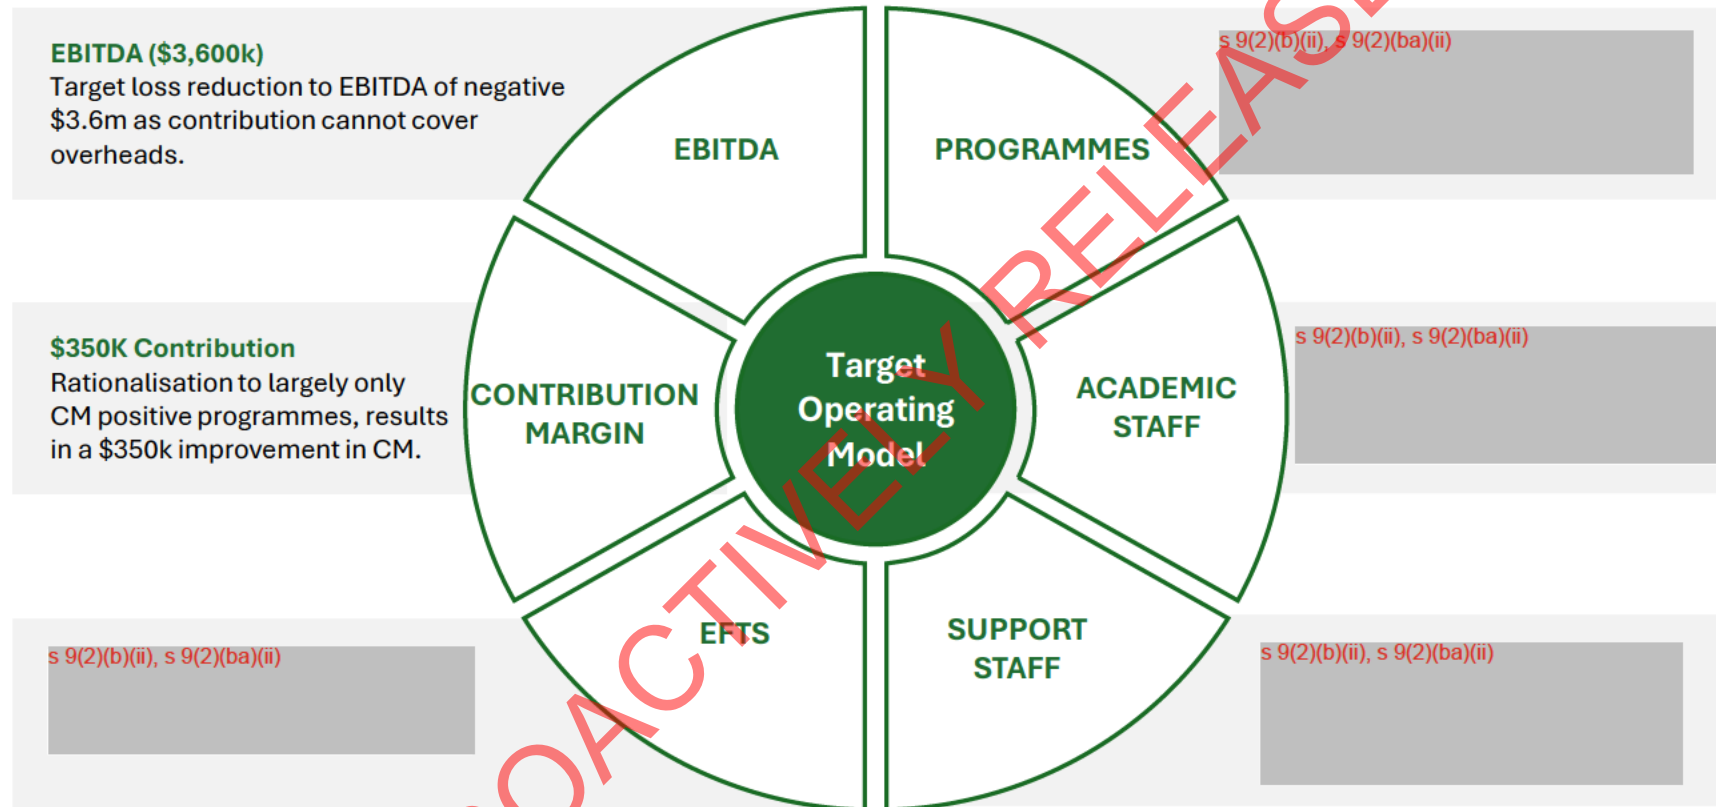 EBITDA ($3,600k)
Target loss reduction to EBITDA of negative
$3.6m as contribution cannot cover
overheads.
EBITDA
PROGRAMMES
s 9(2)(b)(ii), s 9(2)(ba)(ii)
$350K Contribution
Rationalisation to largely only
CM positive programmes, results
in a $350k improvement in CM.
CONTRIBUTION
MARGIN
Target
Operating
Model
ACADEMIC
STAFF
s 9(2)(b)(ii), s 9(2)(ba)(ii)
s 9(2)(b)(ii), s 9(2)(ba)(ii)
EFTS
SUPPORT
STAFF
s 9(2)(b)(ii), s 9(2)(ba)(ii)
OACTIVELY RELEASE